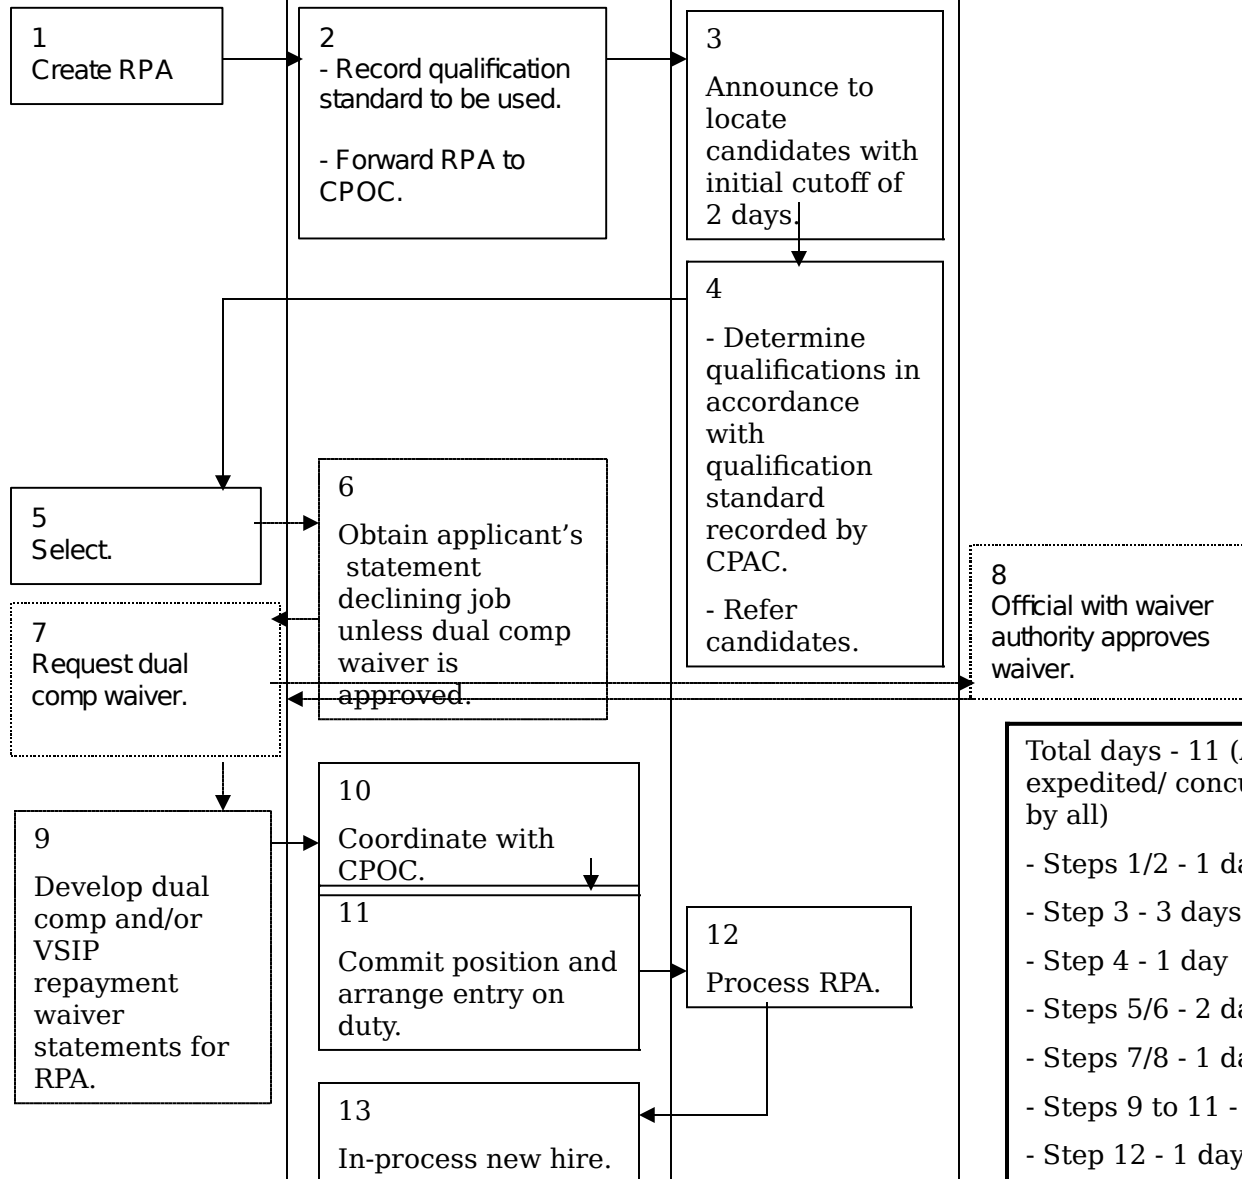 1
Create RPA
2
- Record qualification
standard to be used.
- Forward RPA to
CPOC.
3
Announce to
locate
candidates with
initial cutoff of
2 days.
4
- Determine
qualifications in
accordance
with
qualification
standard
recorded by
CPAC.
- Refer
candidates.
5
Select.
6
Obtain applicant’s
statement
declining job
unless dual comp
waiver is
approved.
7
Request dual
comp waiver.
8
Official with waiver
authority approves
waiver.
9
Develop dual
comp and/or
VSIP
repayment
waiver
statements for
RPA.
10
Coordinate with
CPOC.
11
Commit position and
arrange entry on
duty.
12
Process RPA.
13
In-process new hire.
Total days - 11 (
expedited/
by all)
- Steps 1/2 - 1
- Step 3 - 3 days
- Step 4 - 1 day
- Steps 5/6 - 2
- Steps 7/8 - 1
- Steps 9 to 11 -
- Step 12 - 1 day